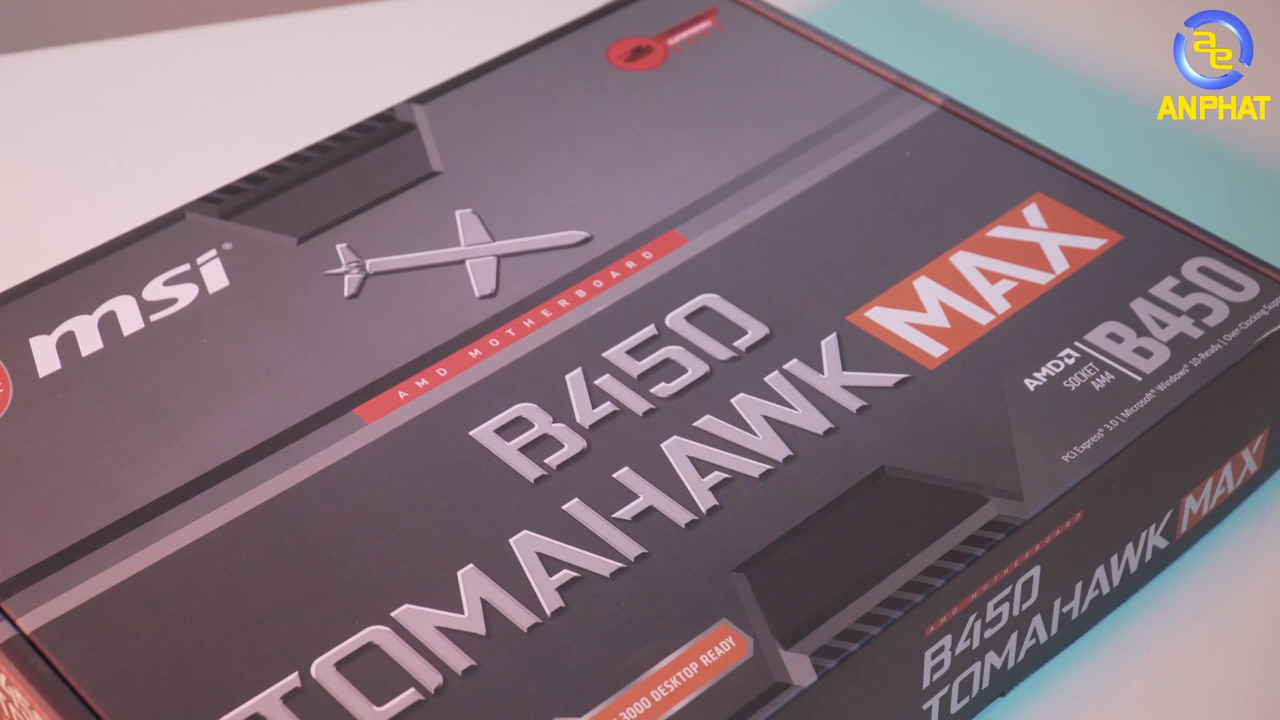 ae
ANPHAT
msi
AMD MOTHERBOARD
B450
TOMAHAWK
MAX
AMD
SOCKET
AM4
B450
PCI Express® 3.0 | Microsoft® Windows® 10-Ready | Over-Clocking
3000 DESKTOP READY
AMD MOTHERBOARD
B450
TOMAHAWK MAX